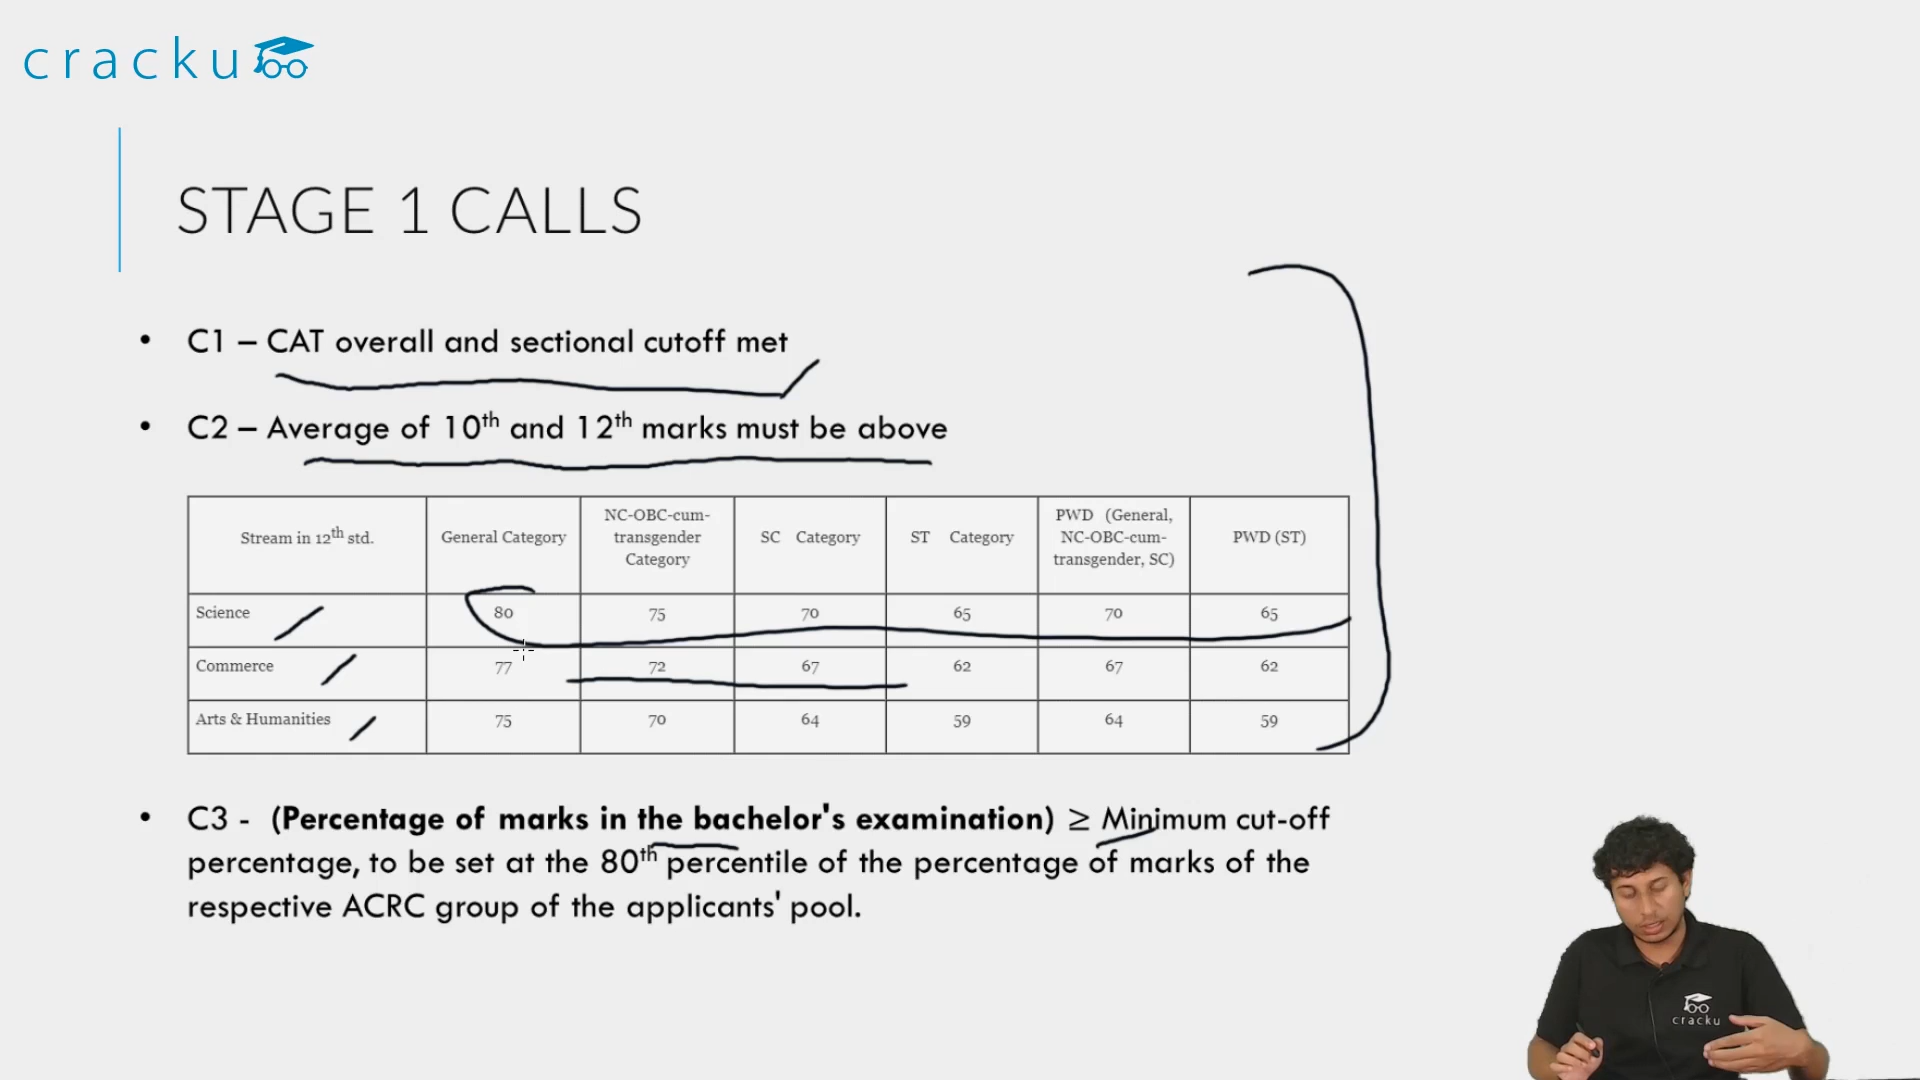 cracku
STAGE 1 CALLS
• C1 – CAT overall and sectional cutoff met
• C2 – Average of 10th and 12th marks must be above
Stream in 12th std. General Category NC-OBC-cum-transgender Category SC Category ST Category PWD (General, NC-OBC-cum-transgender, SC) PWD (ST)
Science 80 75 70 65 70 65
Commerce 77 72 67 62 67 62
Arts & Humanities 75 70 64 59 64 59
• C3 - (Percentage of marks in the bachelor's examination) ≥ Minimum cut-off
percentage, to be set at the 80th percentile of the percentage of marks of the
respective ACRC group of the applicants' pool.
cracku